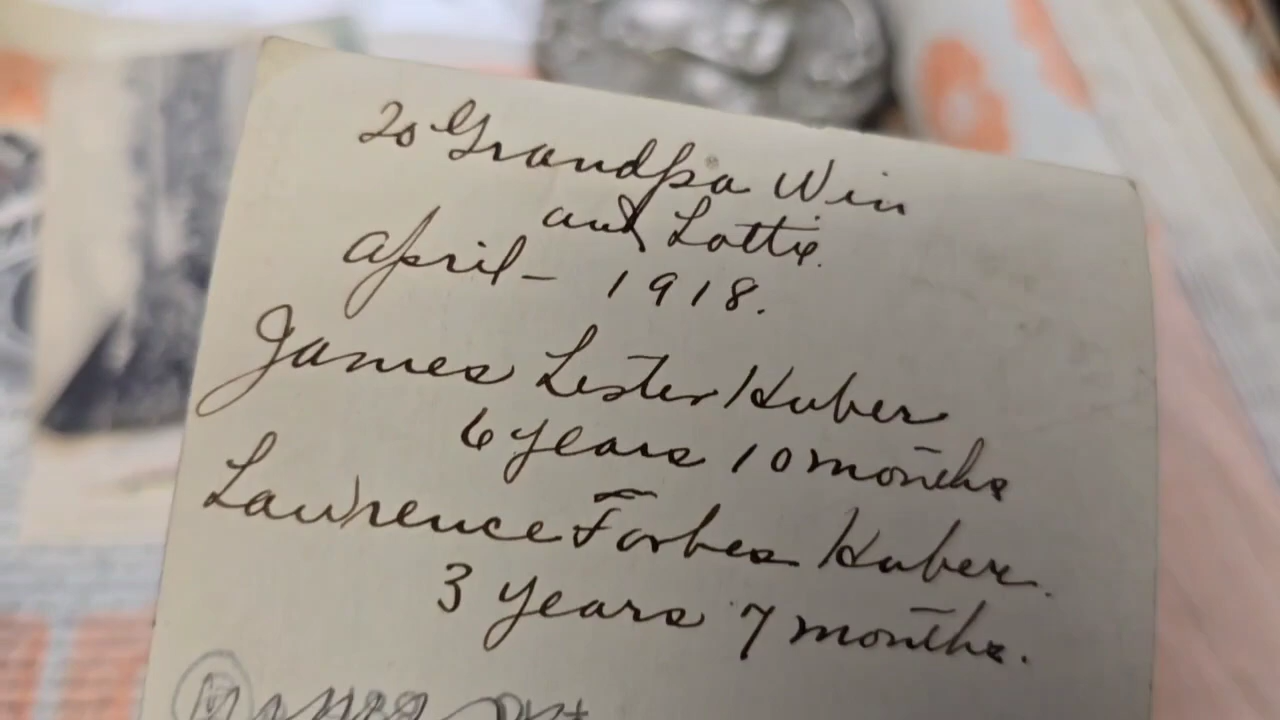 To Grandpa Win
and Lottie.
April - 1918.
James Lester Huber
6 years 10 months
Lawrence Forbes Huber.
3 years 7 months.